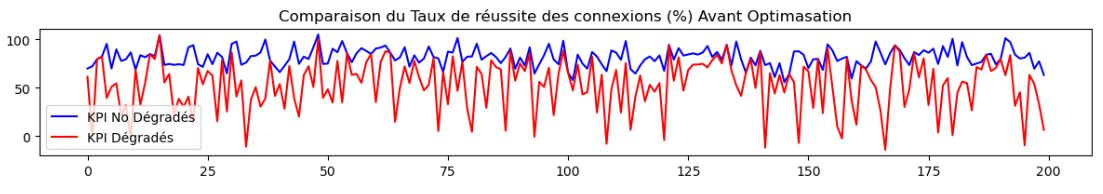 Comparaison du Taux de réussite des connexions (%) Avant Optimasation
100
50
0
KPI No Dégradés
KPI Dégradés
0 25 50 75 100 125 150 175 200